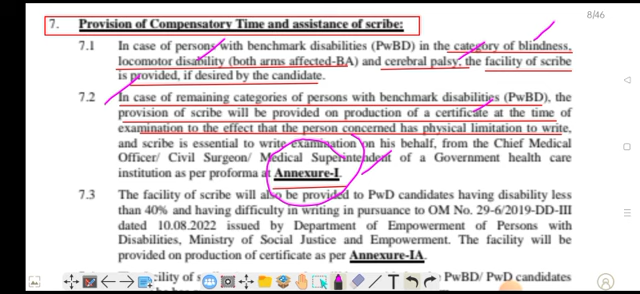 8/46
7. Provision of Compensatory Time and assistance of scribe:
7.1 In case of persons with benchmark disabilities (PwBD) in the category of blindness,
locomotor disability (both arms affected-BA) and cerebral palsy, the facility of scribe
is provided, if desired by the candidate.
7.2 In case of remaining categories of persons with benchmark disabilities (PwBD), the
provision of scribe will be provided on production of a certificate at the time of
examination to the effect that the person concerned has physical limitation to write,
and scribe is essential to write examination on his behalf, from the Chief Medical
Officer/ Civil Surgeon/ Medical Superintendent of a Government health care
institution as per proforma at Annexure-I.
7.3 The facility of scribe will also be provided to PwD candidates having disability less
than 40% and having difficulty in writing in pursuance to OM No. 29-6/2019-DD-III
dated 10.08.2022 issued by Department of Empowerment of Persons with
Disabilities, Ministry of Social Justice and Empowerment. The facility will be
provided on production of certificate as per Annexure-IA.
cility of s PwBD/ PwD candidates